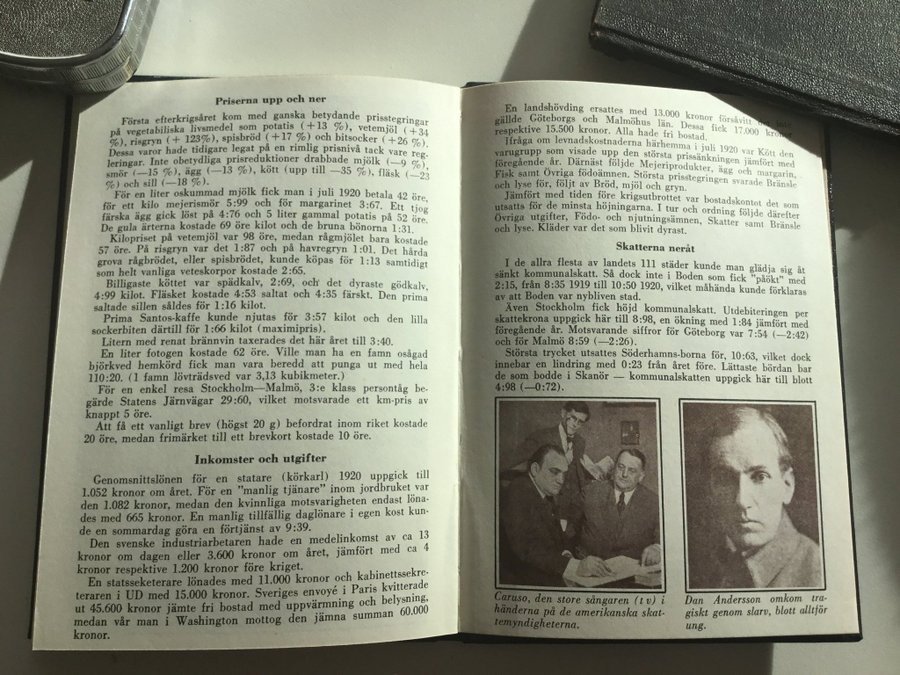 Priserna upp och ner
Första efterkrigsåret kom med ganska betydande prisstegringar
på vegetabiliska livsmedel som potatis (+13 %), vetemjöl (+34
%), risgryn (+ 123%), spisbröd (+17 %) och bitsocker (+26 %).
Dessa varor hade tidigare legat på en rimlig prisnivå tack vare reg-
leringar. Inte obetydliga prisreduktioner drabbade mjölk (—9 %),
smör (—15 %), ägg (—13 %), kött (upp till —35 %), fläsk (—23
%) och sill (—18 %).
För en liter oskummad mjölk fick man i juli 1920 betala 42 öre,
för ett kilo mejerismör 5:99 och för margarinet 3:67. Ett tjog
färska ägg gick löst på 4:76 och 5 liter gammal potatis på 52 öre.
De gula ärterna kostade 69 öre kilot och de bruna bönorna 1:31.
Kilopriset på vetemjöl var 98 öre, medan rågmjölet bara kostade
57 öre. På risgryn var det 1:87 och på havregryn 1:01. Det hårda
grova rågbrödet, eller spisbrödet, kunde köpas för 1:13 samtidigt
som helt vanliga veteskorpor kostade 2:65.
Billigaste köttet var spädkalv, 2:69, och det dyraste gödkalv,
4:99 kilot. Fläsket kostade 4:53 saltat och 4:35 färskt. Den prima
saltade sillen såldes för 1:16 kilot.
Prima Santos-kaffe kunde njutas för 3:57 kilot och den lilla
sockerbiten därtill för 1:66 kilot (maximipris).
Litern med renat brännvin taxerades det här året till 3:40.
En liter fotogen kostade 62 öre. Ville man ha en famn osågad
björkved hemkörd fick man vara beredd att punga ut med hela
110:20. (1 famn lövträdsved var 3,13 kubikmeter.)
För en enkel resa Stockholm—Malmö, 3:e klass persontåg be-
gärde Statens Järnvägar 29:60, vilket motsvarade ett km-pris av
knappt 5 öre.
Att få ett vanligt brev (högst 20 g) befordrat inom riket kostade
20 öre, medan frimärket till ett brevkort kostade 10 öre.
Inkomster och utgifter
Genomsnittslönen för en statare (körkarl) 1920 uppgick till
1.052 kronor om året. För en ”manlig tjänare” inom jordbruket var
den 1.082 kronor, medan den kvinnliga motsvarigheten endast löna-
des med 665 kronor. En manlig tillfällig daglönare i egen kost kun-
de en sommardag göra en förtjänst av 9:39.
Den svenske industriarbetaren hade en medelinkomst av ca 13
kronor om dagen eller 3.600 kronor om året, jämfört med ca 4
kronor respektive 1.200 kronor före kriget.
En statssekreterare lönades med 11.000 kronor och kabinettssekre-
teraren i UD med 15.000 kronor. Sveriges envoyé i Paris kvitterade
ut 45.600 kronor jämte fri bostad med uppvärmning och belysning,
medan vår man i Washington mottog den jämna summan 60.000
kronor.
En landshövding ersattes med 13.000 kronor försåvitt det inte
gällde Göteborgs och Malmöhus län. Dessa fick 17.000 kronor
respektive 15.500 kronor. Alla hade fri bostad.
Ifråga om levnadskostnaderna härhemma i juli 1920 var Kött den
varugrupp som visade upp den största prissänkningen jämfört med
föregående år. Därnäst följde Mejeriprodukter, ägg och margarin,
Fisk samt Övriga födoämnen. Största prisstegringen svarade Bränsle
och lyse för, följt av Bröd, mjöl och gryn.
Jämfört med tiden före krigsutbrottet var bostadskontot det som
utsatts för de minsta höjningarna. I tur och ordning följde därefter
Övriga utgifter, Födo- och njutningsämnen, Skatter samt Bränsle
och lyse. Kläder var det som blivit dyrast.
Skatterna neråt
I de allra flesta av landets 111 städer kunde man glädja sig åt
sänkt kommunalskatt. Så dock inte i Boden som fick ”påökt” med
2:15, från 8:35 1919 till 10:50 1920, vilket måhända kunde förklaras
av att Boden var nybliven stad.
Även Stockholm fick höjd kommunalskatt. Utdebiteringen per
skattekrona uppgick här till 8:98, en ökning med 1:84 jämfört med
föregående år. Motsvarande siffror för Göteborg var 7:54 (—2:42)
och för Malmö 8:59 (—2:26).
Största trycket utsattes Söderhamns-borna för, 10:63, vilket dock
innebar en lindring med 0:23 från året före. Lättaste bördan bar
de som bodde i Skanör — kommunalskatten uppgick här till blott
4:98 (—0:72).
Caruso, den store sångaren (t v) i
händerna på de amerikanska skat-
temyndigheterna.
Dan Andersson omkom tra-
giskt genom slarv, blott alltför
ung.